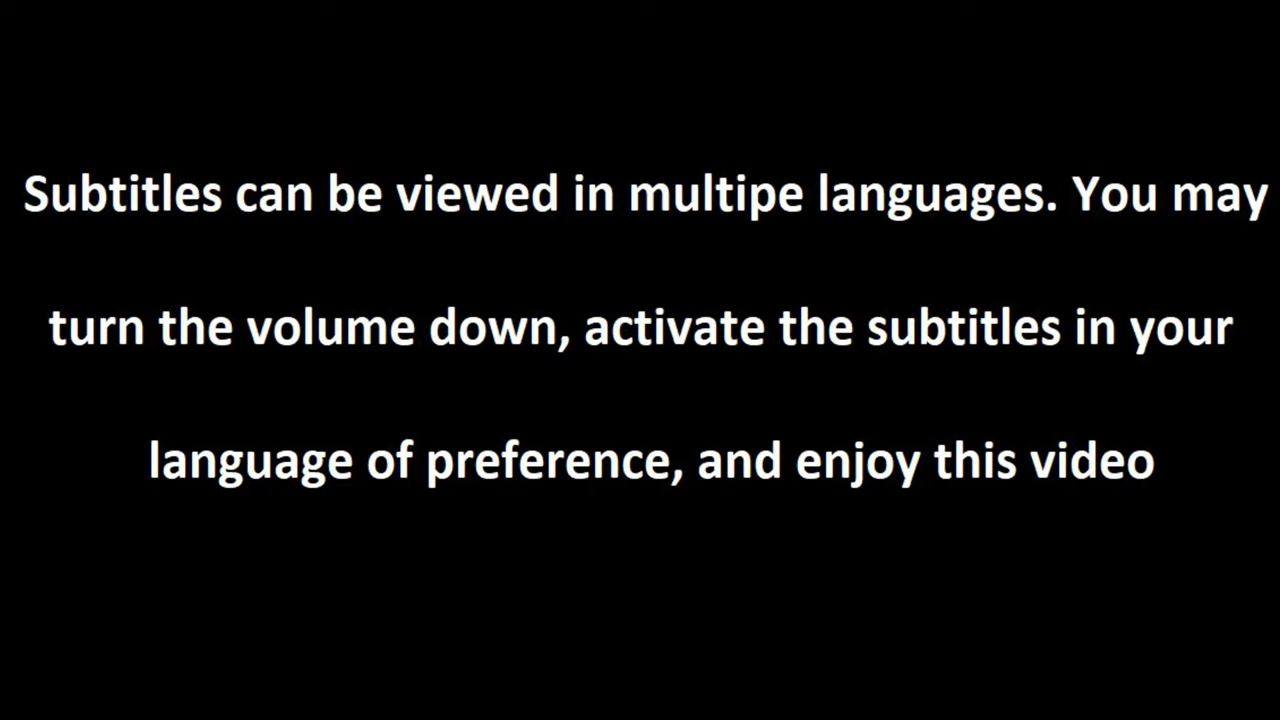 Subtitles can be viewed in multipe languages. You may
turn the volume down, activate the subtitles in your
language of preference, and enjoy this video